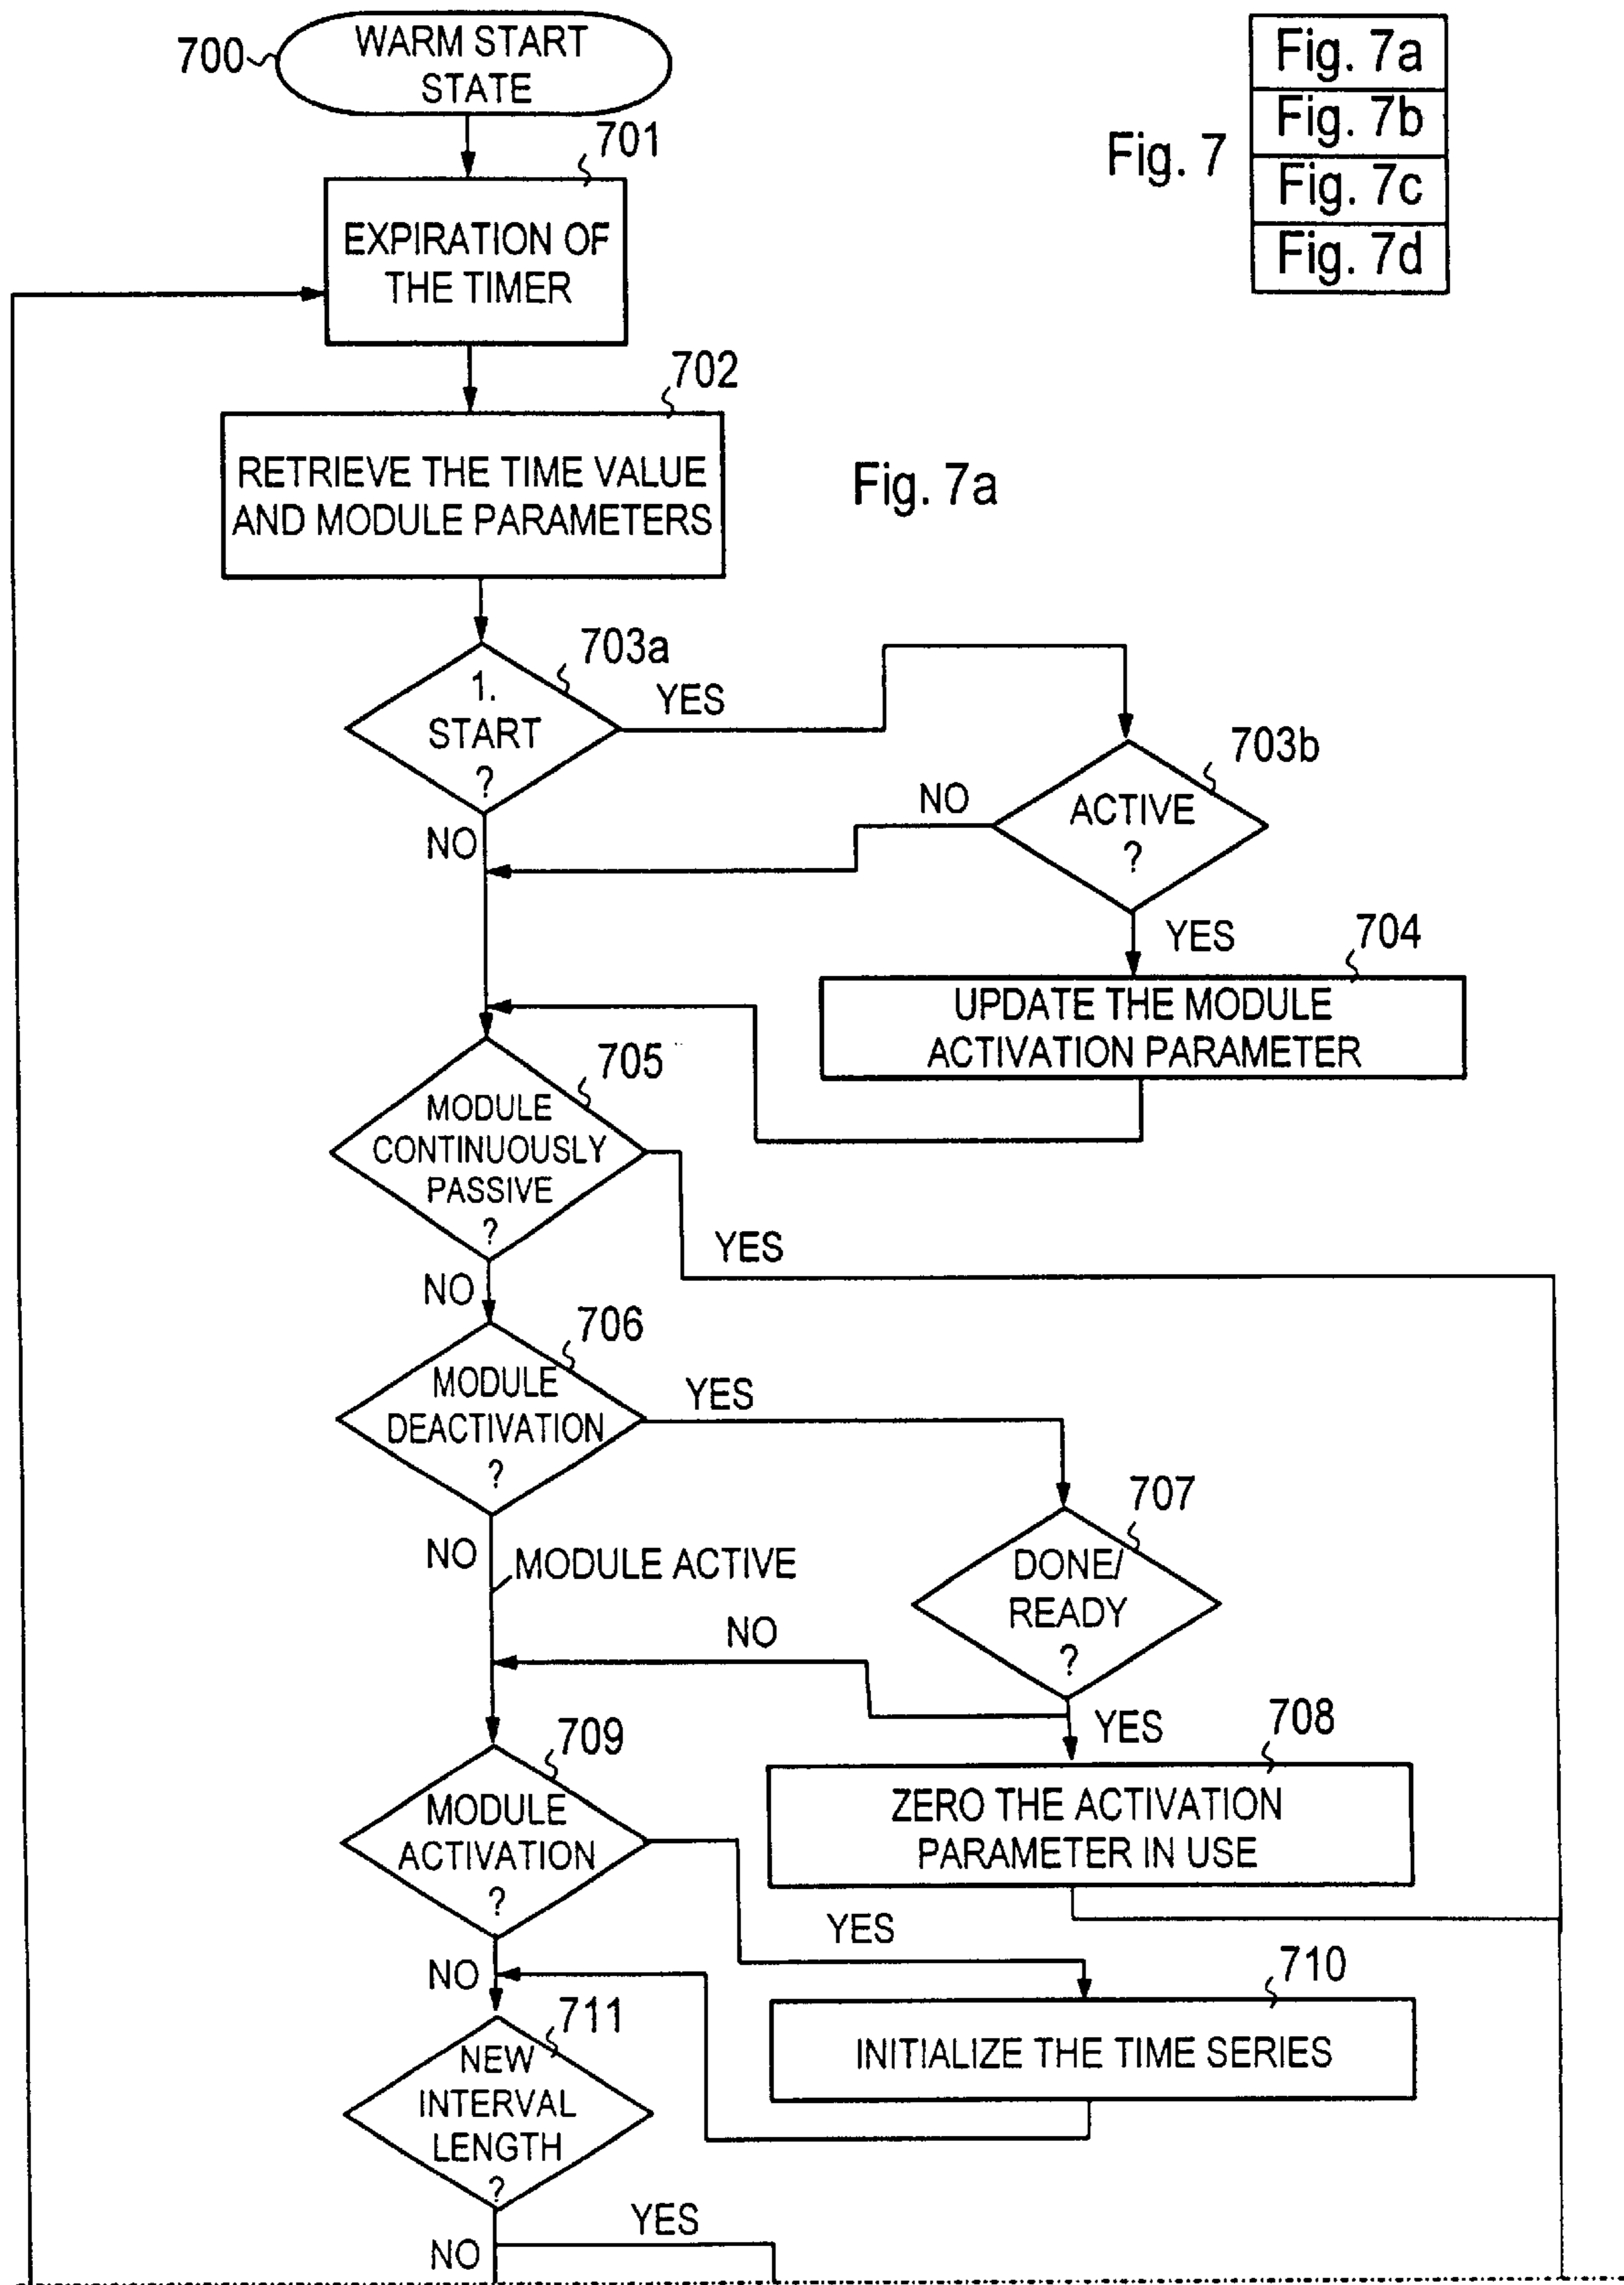 700
WARM START
STATE
701
EXPIRATION OF
THE TIMER
Fig. 7
Fig. 7a
Fig. 7b
Fig. 7c
Fig. 7d
702
RETRIEVE THE TIME VALUE
AND MODULE PARAMETERS
Fig. 7a
703a
1.
START
?
YES
NO
703b
ACTIVE
?
NO
YES
704
UPDATE THE MODULE
ACTIVATION PARAMETER
705
MODULE
CONTINUOUSLY
PASSIVE
?
YES
NO
706
MODULE
DEACTIVATION
?
YES
NO
MODULE ACTIVE
707
DONE/
READY
?
NO
YES
708
ZERO THE ACTIVATION
PARAMETER IN USE
709
MODULE
ACTIVATION
?
YES
NO
710
INITIALIZE THE TIME SERIES
711
NEW
INTERVAL
LENGTH
?
YES
NO